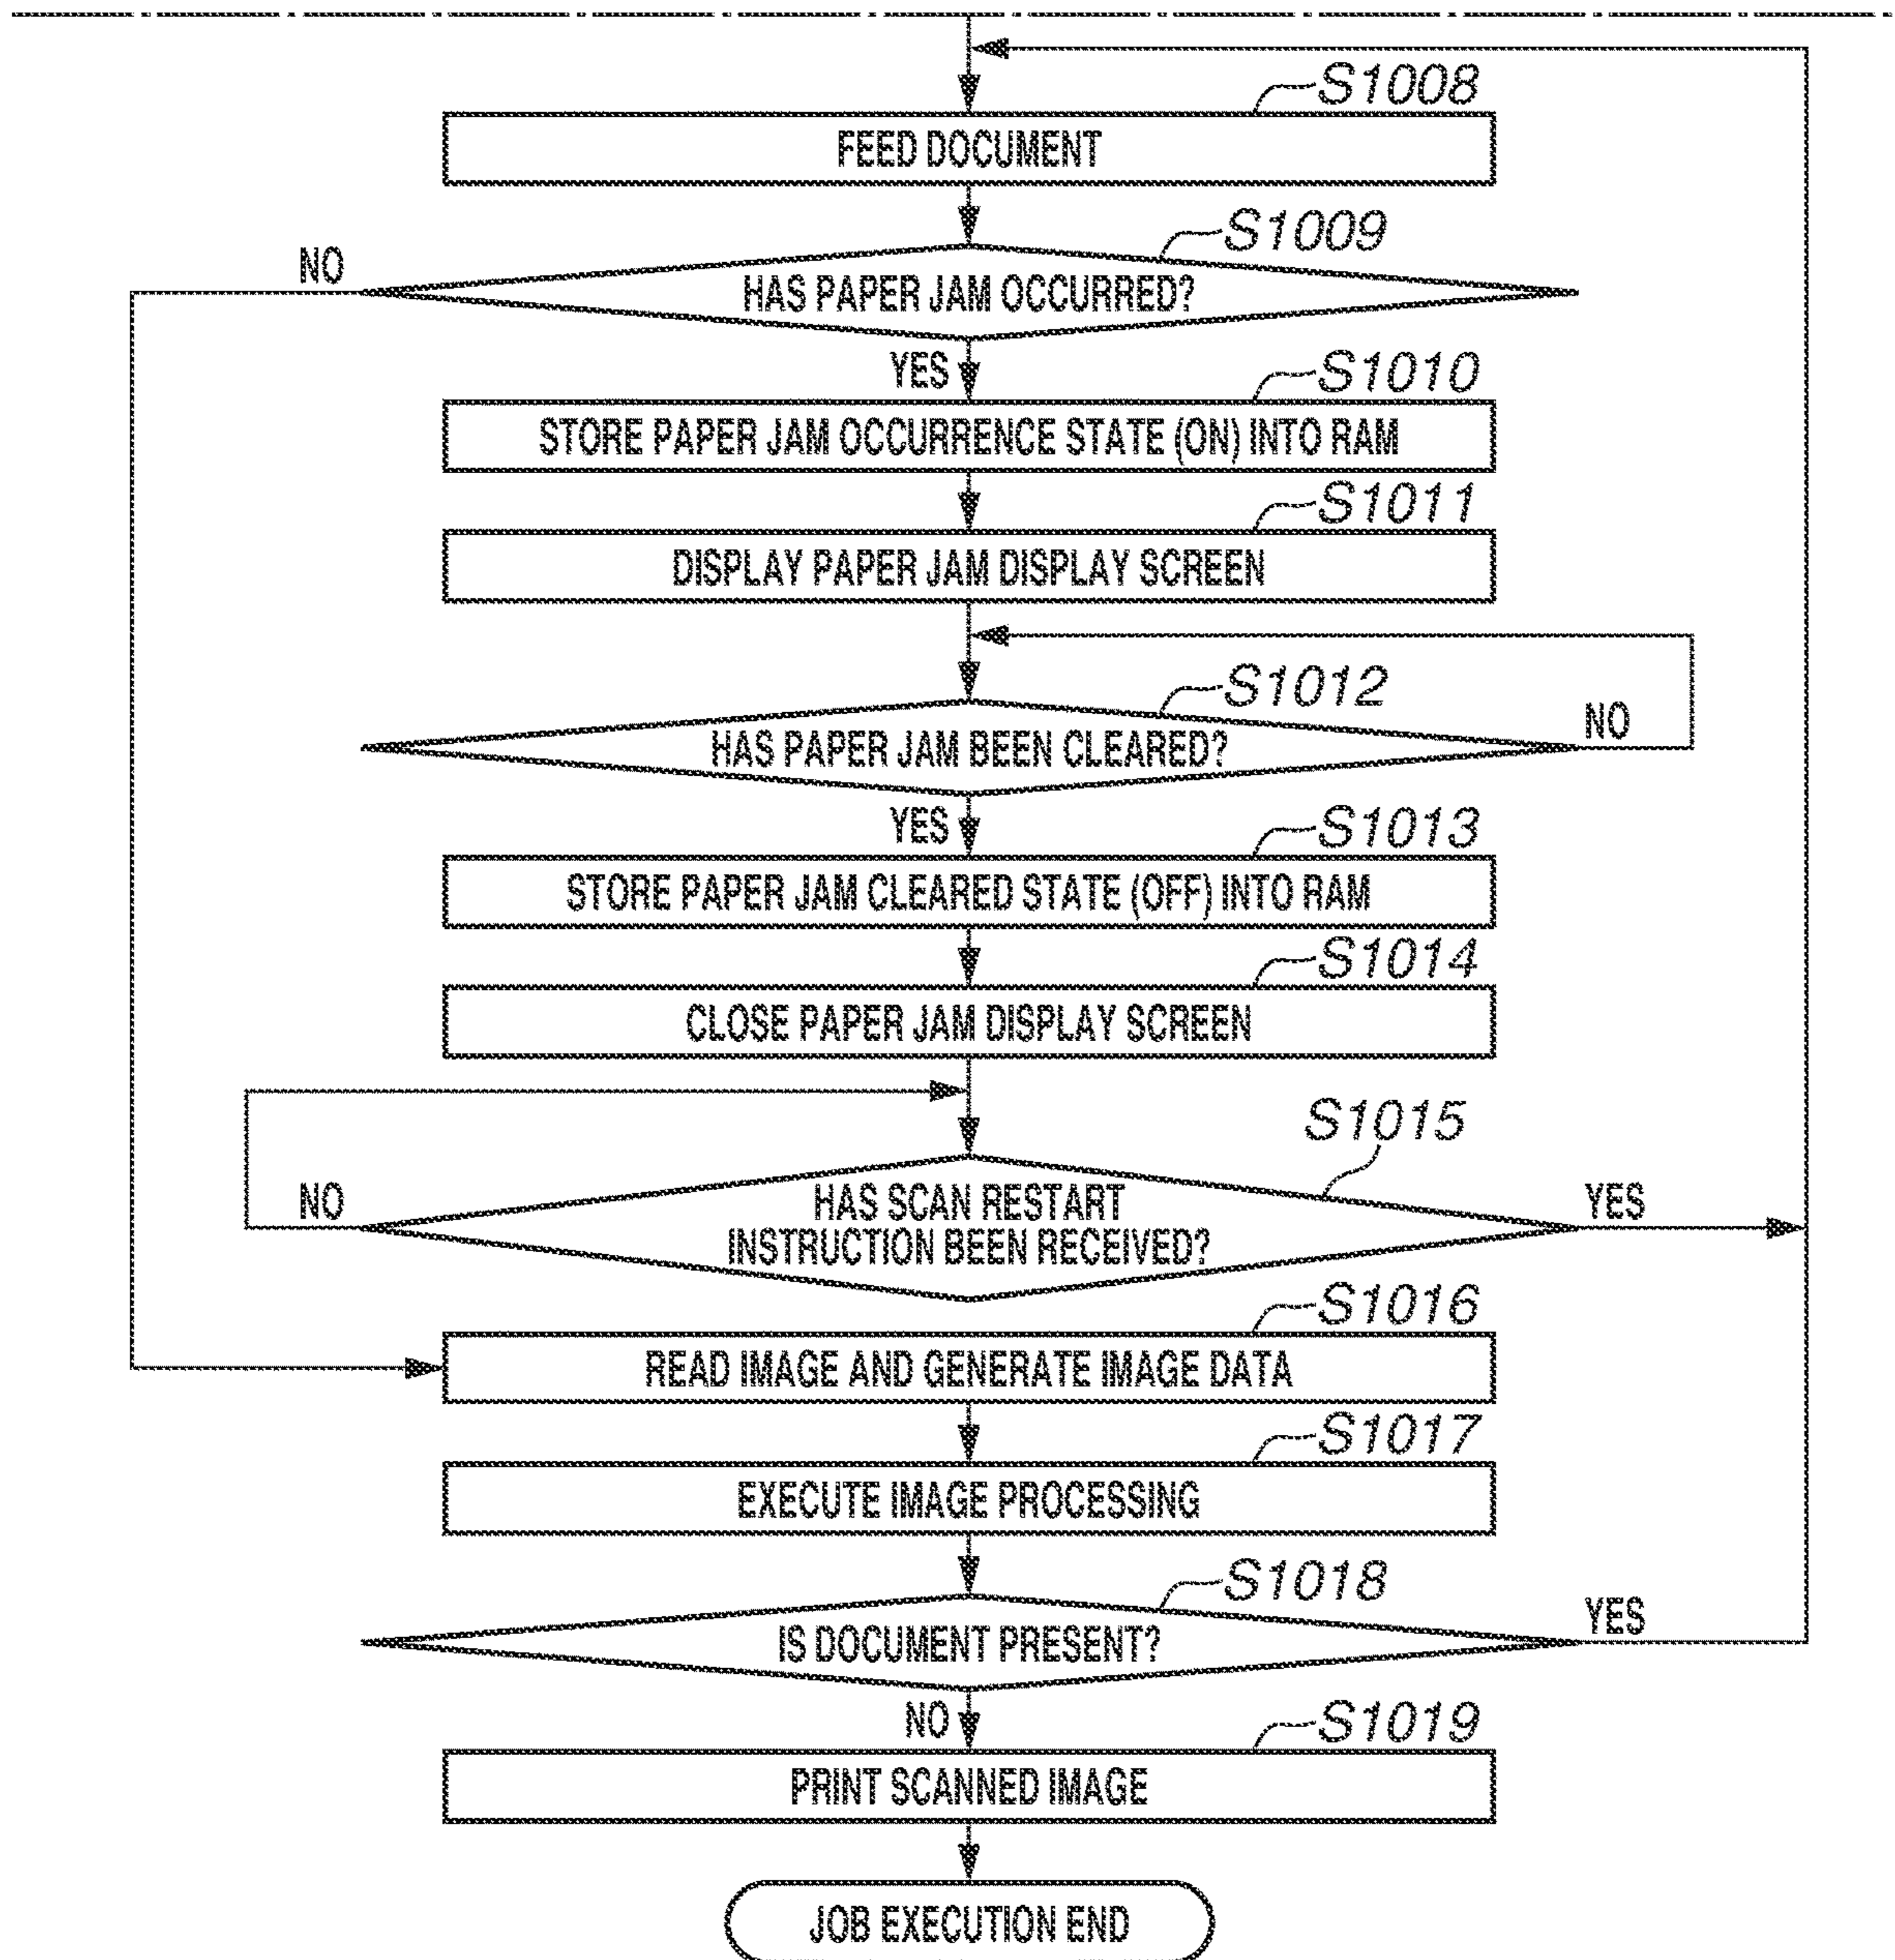 S1008
FEED DOCUMENT
S1009
NO
HAS PAPER JAM OCCURRED?
YES
S1010
STORE PAPER JAM OCCURRENCE STATE (ON) INTO RAM
S1011
DISPLAY PAPER JAM DISPLAY SCREEN
S1012
NO
HAS PAPER JAM BEEN CLEARED?
YES
S1013
STORE PAPER JAM CLEARED STATE (OFF) INTO RAM
S1014
CLOSE PAPER JAM DISPLAY SCREEN
S1015
NO
HAS SCAN RESTART
INSTRUCTION BEEN RECEIVED?
YES
S1016
READ IMAGE AND GENERATE IMAGE DATA
S1017
EXECUTE IMAGE PROCESSING
S1018
YES
IS DOCUMENT PRESENT?
NO
S1019
PRINT SCANNED IMAGE
JOB EXECUTION END